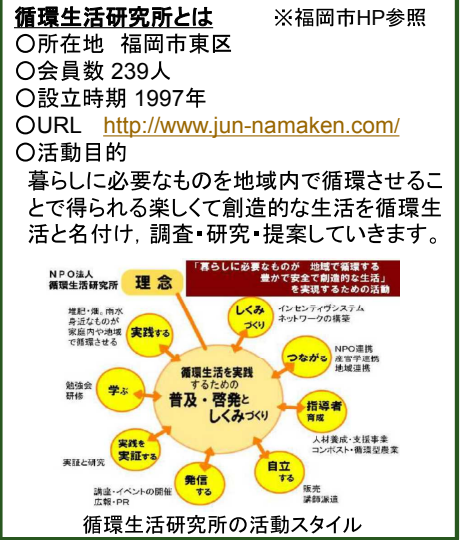 循環生活研究所とは　　※福岡市HP参照
〇所在地　福岡市東区
〇会員数 239人
〇設立時期 1997年
〇URL　http://www.jun-namaken.com/
〇活動目的
暮らしに必要なものを地域内で循環させるこ
とで得られる楽しくて創造的な生活を循環生
活と名付け，調査・研究・提案していきます。
NPO法人
循環生活研究所
理念
「暮らしに必要なものが　地域で循環する
豊かで安全で創造的な生活」
を実現するための活動
堆肥・畑。雨水
身近なものが
家庭内や地域
で循環させる
実践する
しくみ
づくり
インセンティヴシステム
ネットワークの構築
つながる
NPO連携
産官学連携
地域連携
勉強会
研修
学ぶ
循環生活を実践
するための
普及・啓発と
しくみづくり
指導者
育成
人材養成・支援事業
コンポスト・循環型農業
実践を
実証する
実証と研究
発信
する
講座・イベントの開催
広報・PR
自立
する
販売
講師派遣
循環生活研究所の活動スタイル